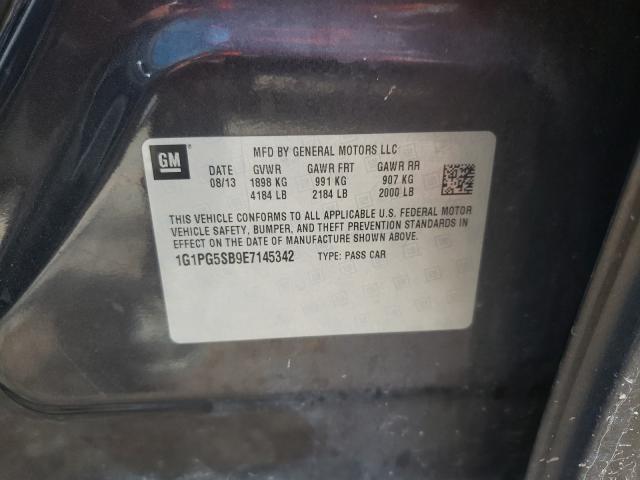 GM
MFD BY GENERAL MOTORS LLC
DATE GVWR GAWR FRT GAWR RR
08/13 1898 KG 991 KG 907 KG
4184 LB 2184 LB 2000 LB
THIS VEHICLE CONFORMS TO ALL APPLICABLE U.S. FEDERAL MOTOR
VEHICLE SAFETY, BUMPER, AND THEFT PREVENTION STANDARDS IN
EFFECT ON THE DATE OF MANUFACTURE SHOWN ABOVE.
1G1PG5SB9E7145342 TYPE: PASS CAR